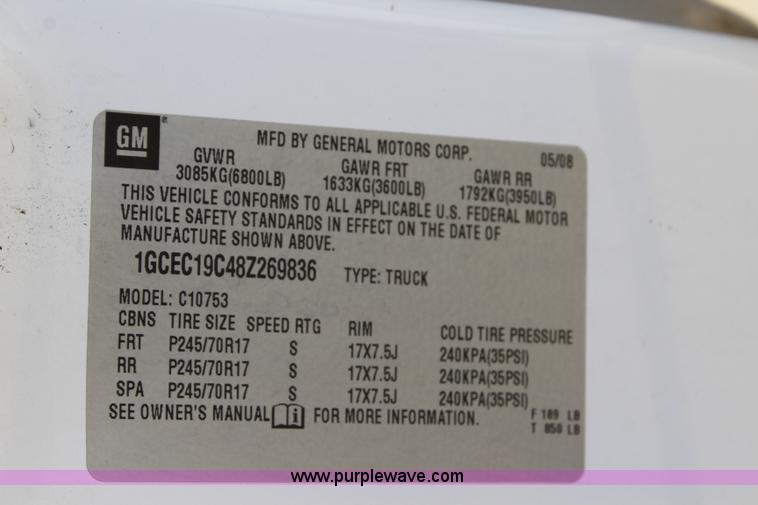 GM
MFD BY GENERAL MOTORS CORP. 05/08
GVWR GAWR FRT GAWR RR
3085KG(6800LB) 1633KG(3600LB) 1792KG(3950LB)
THIS VEHICLE CONFORMS TO ALL APPLICABLE U.S. FEDERAL MOTOR
VEHICLE SAFETY STANDARDS IN EFFECT ON THE DATE OF
MANUFACTURE SHOWN ABOVE.
1GCEC19C48Z269836 TYPE: TRUCK
MODEL: C10753
CBNS TIRE SIZE SPEED RTG RIM COLD TIRE PRESSURE
FRT P245/70R17 S 17X7.5J 240KPA(35PSI)
RR P245/70R17 S 17X7.5J 240KPA(35PSI)
SPA P245/70R17 S 17X7.5J 240KPA(35PSI)
SEE OWNER'S MANUAL i FOR MORE INFORMATION.
F 189 LB
T 850 LB
www.purplewave.com